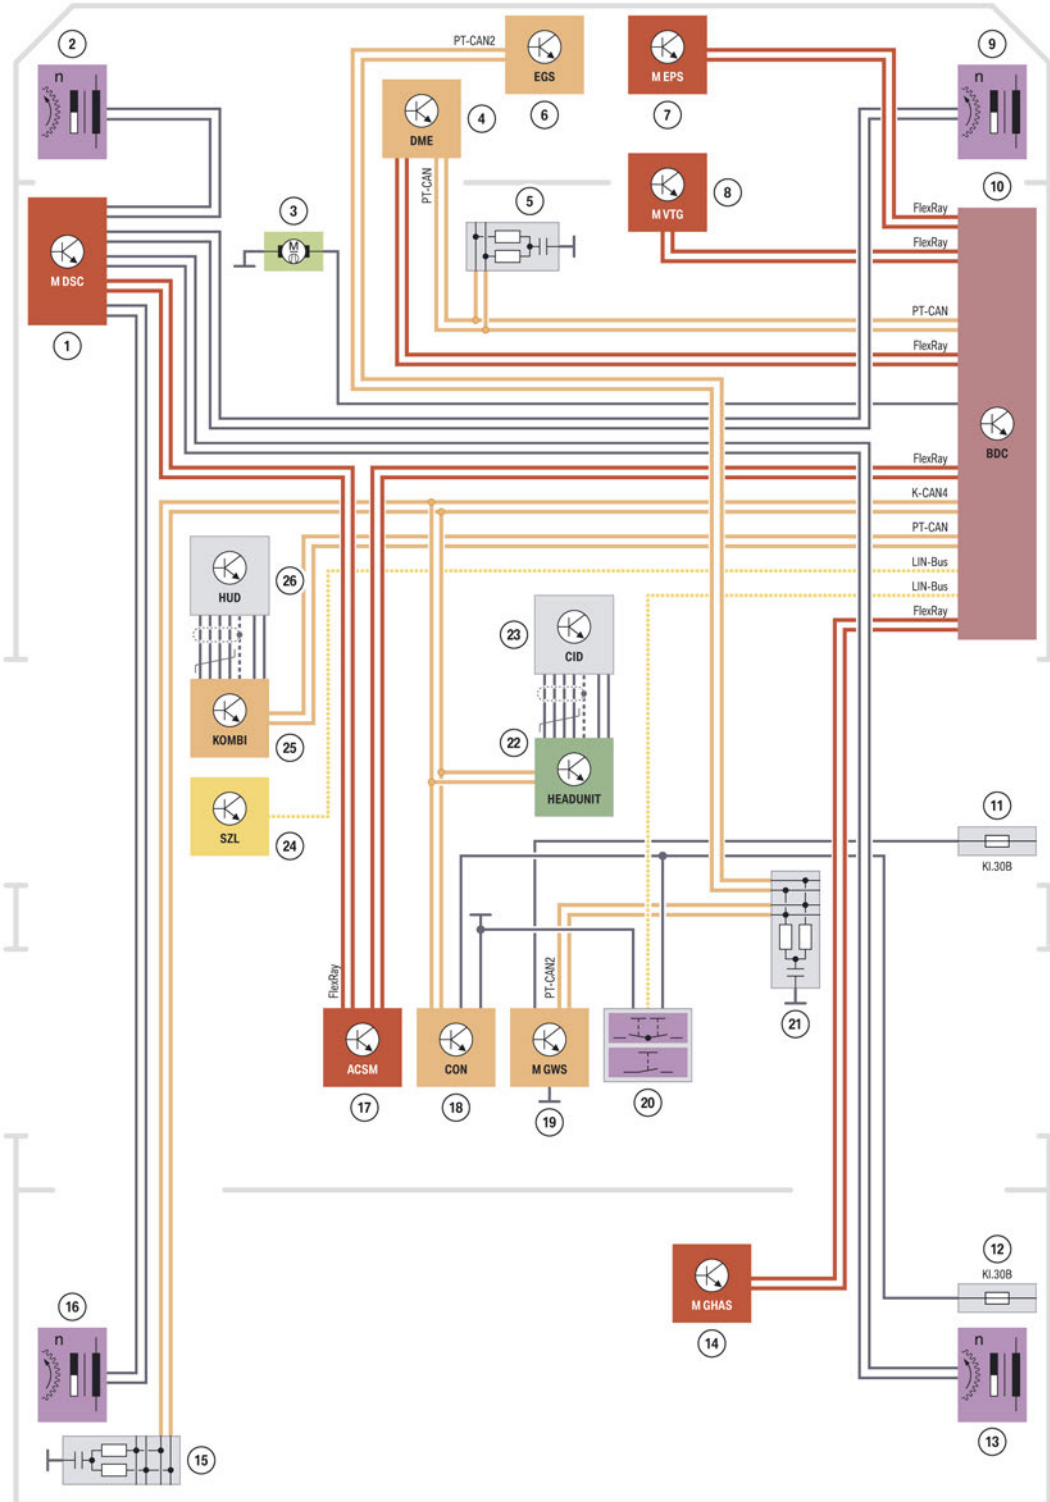 2
n
PT-CAN2
EGS
6
M EPS
7
9
n
DME
4
PT-CAN
M VTG
8
10
5
3
M
M DSC
1
FlexRay
FlexRay
PT-CAN
FlexRay
BDC
FlexRay
K-CAN4
PT-CAN
LIN-Bus
LIN-Bus
FlexRay
HUD
26
23
CID
KOMBI
25
22
HEADUNIT
SZL
24
11
Kl.30B
FlexRay
PT-CAN2
21
ACSM
17
CON
18
M GWS
19
20
M GHAS
14
12
Kl.30B
16
n
n
13
15